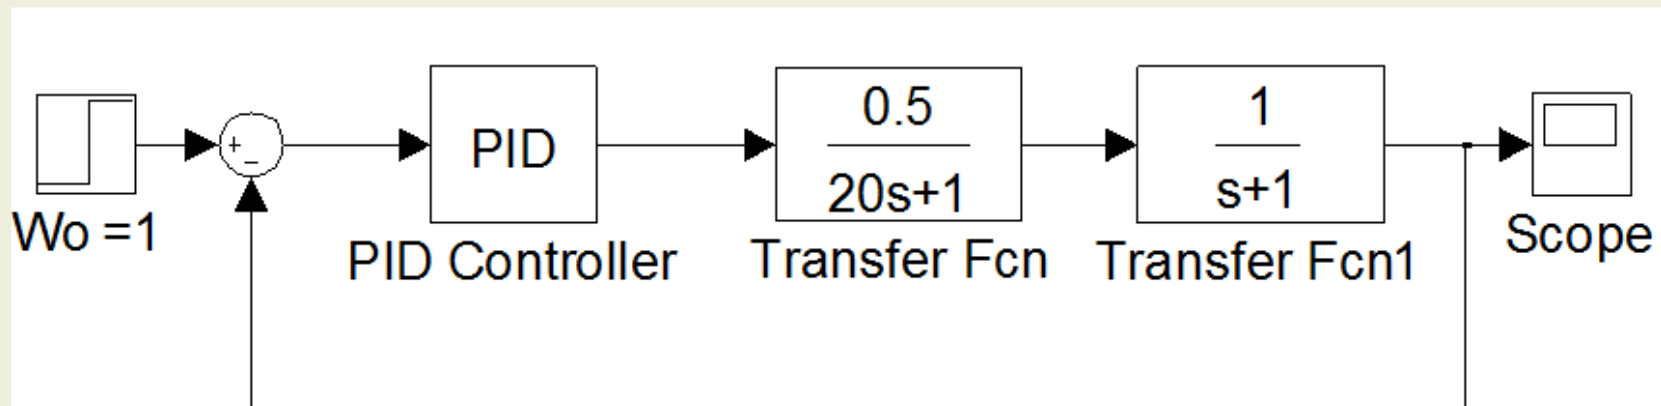 +
−
PID
0.5
20s+1
1
s+1
Wo =1
PID Controller
Transfer Fcn
Transfer Fcn1
Scope